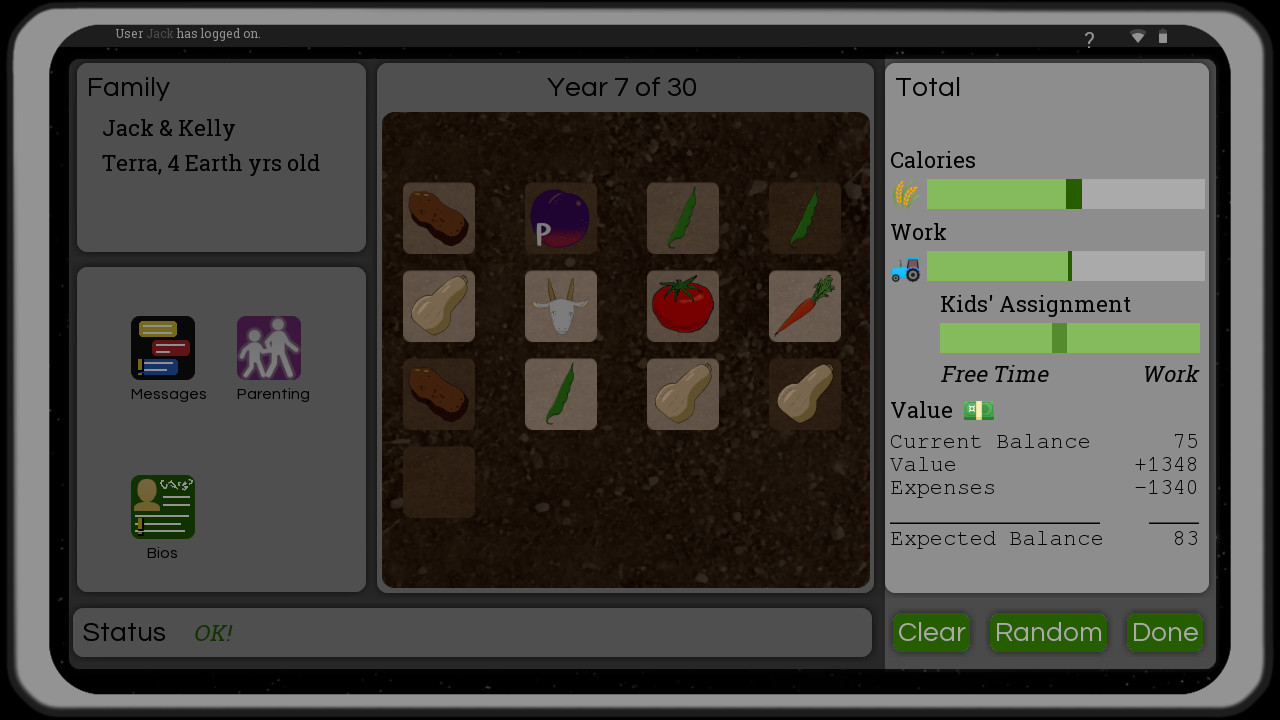 User Jack has logged on.
?
Family
Jack & Kelly
Terra, 4 Earth yrs old
Messages
Parenting
Bios
Year 7 of 30
P
Total
Calories
Work
Kids' Assignment
Free Time Work
Value
Current Balance 75
Value +1348
Expenses −1340
Expected Balance 83
Status OK!
Clear Random Done